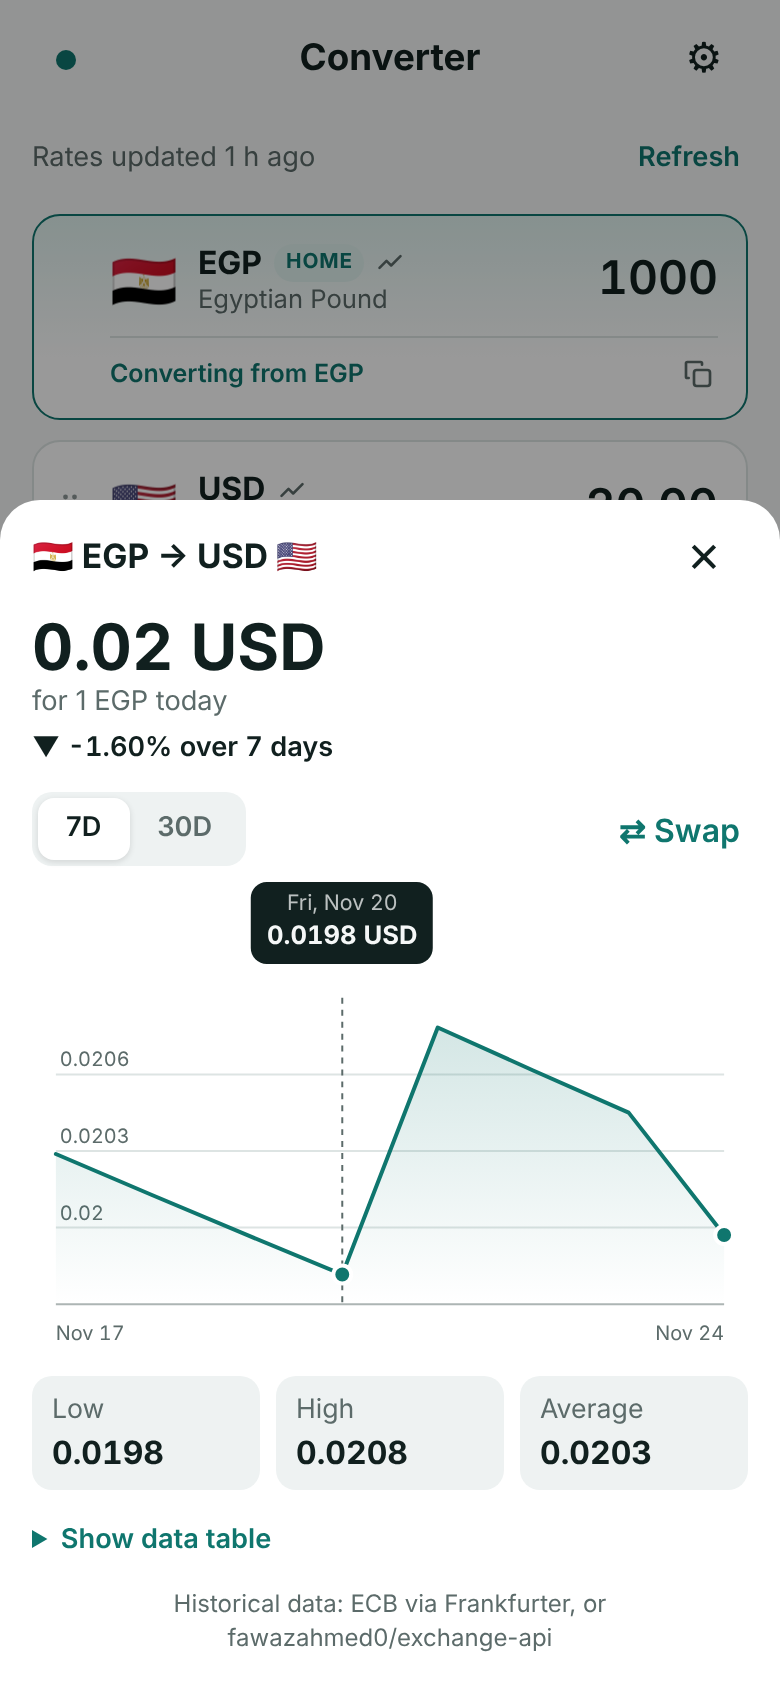 Converter
Rates updated 1 h ago
Refresh
EGP HOME
1000
Egyptian Pound
Converting from EGP
USD
20.00
EGP → USD
0.02 USD
for 1 EGP today
▼ -1.60% over 7 days
7D
30D
⇄ Swap
Fri, Nov 20
0.0198 USD
0.0206
0.0203
0.02
Nov 17
Nov 24
Low
0.0198
High
0.0208
Average
0.0203
▶ Show data table
Historical data: ECB via Frankfurter, or
fawazahmed0/exchange-api